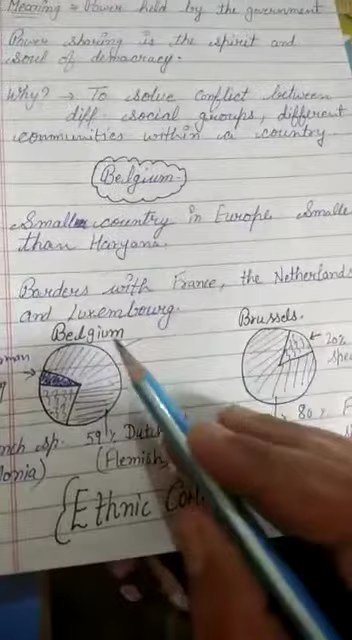 Meaning = Power held by the government
Power sharing is the spirit and
soul of democracy.
Why? → To solve conflict between
diff. social groups, different
communities within a country.
Belgium
Small country in Europe Smaller
than Haryana.
Borders with France, the Netherlands
and Luxembourg.
Belgium
Brussels.
20%
80%
59% Dutch
(Flemish,
Ethnic